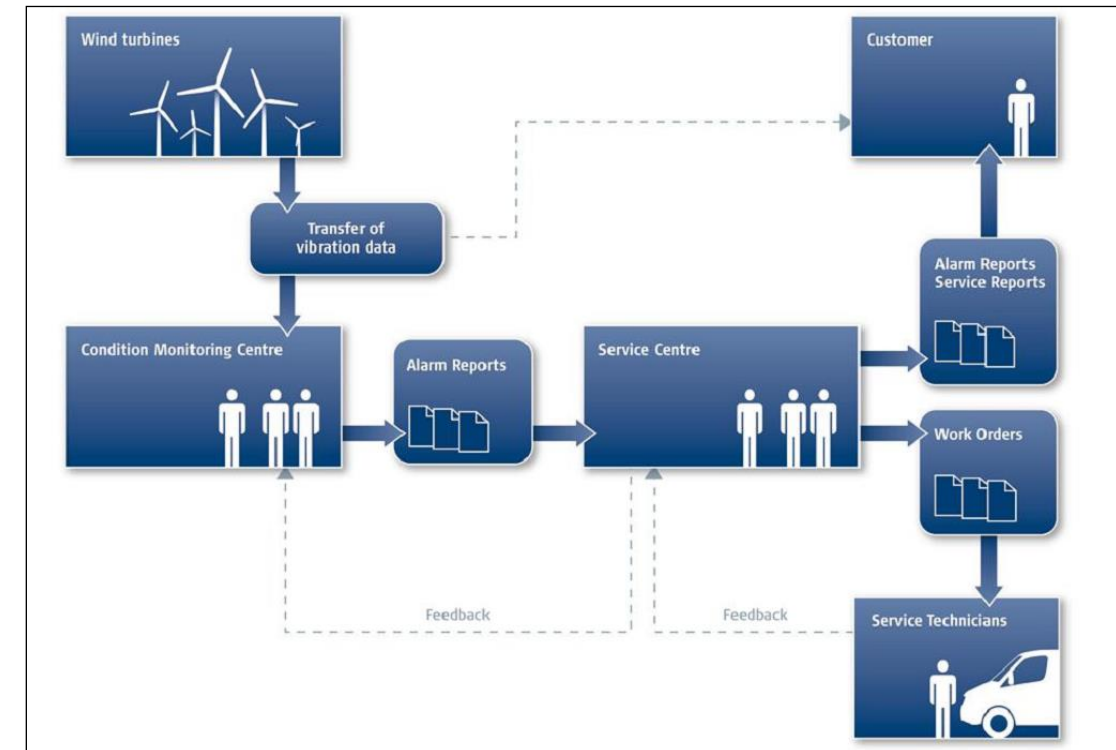 Wind turbines
Customer
Transfer of
vibration data
Alarm Reports
Service Reports
Condition Monitoring Centre
Alarm Reports
Service Centre
Work Orders
Feedback
Feedback
Service Technicians